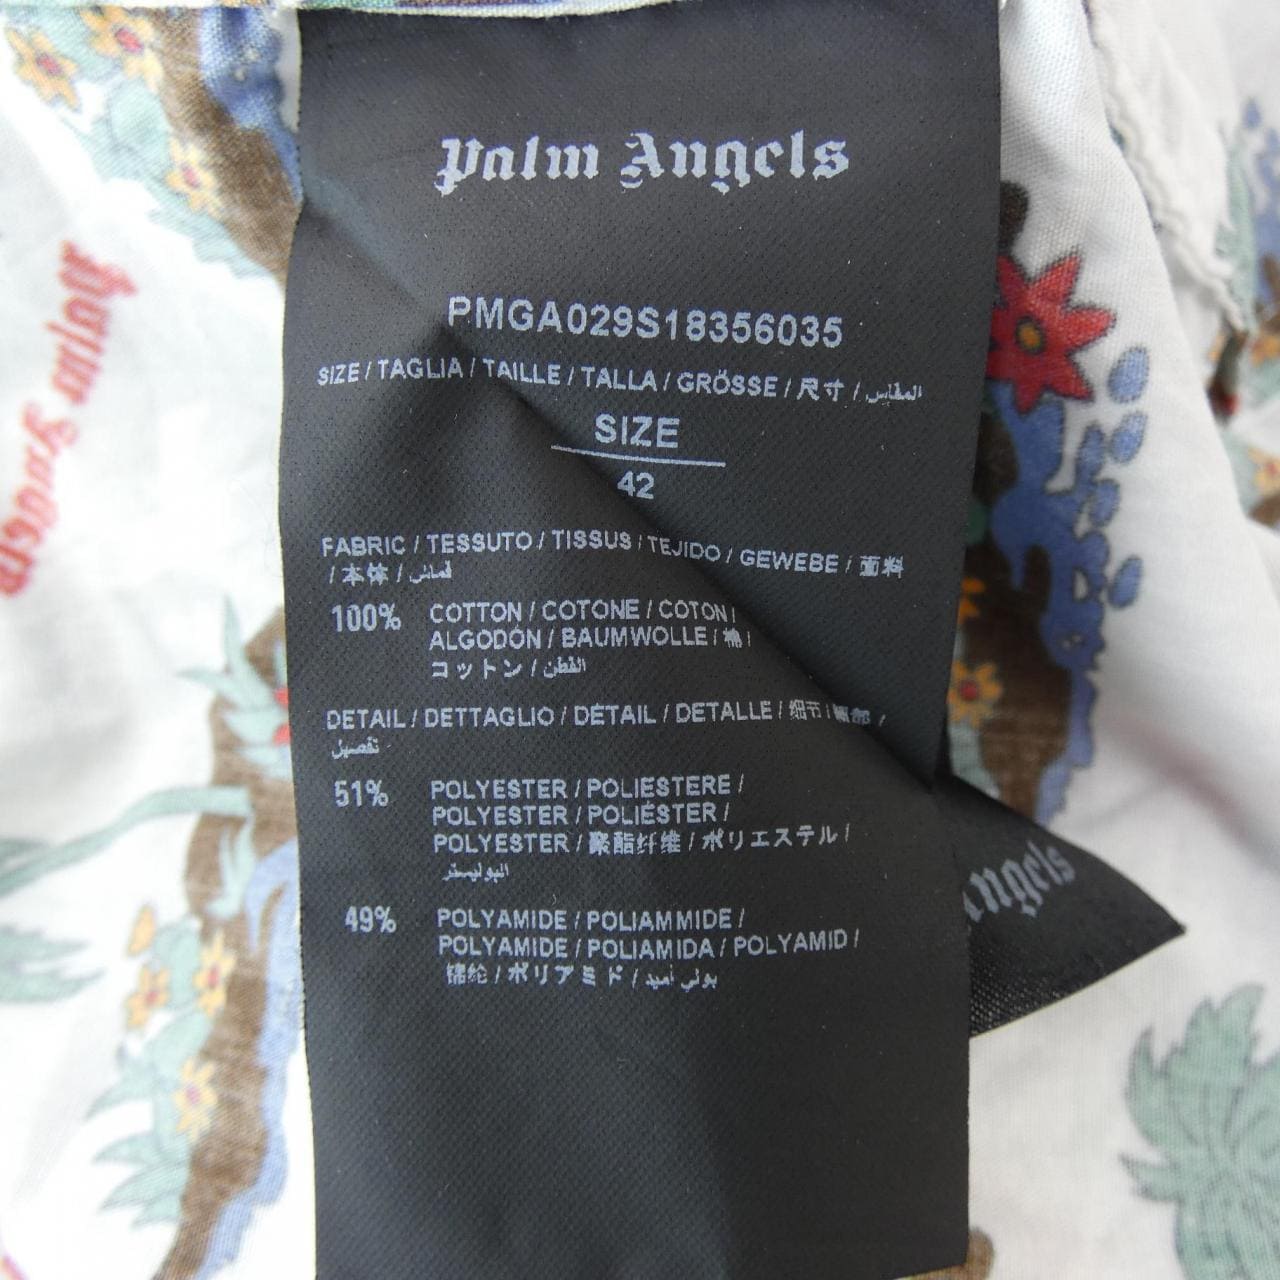 Palm Angels
PMGA029S18356035
SIZE / TAGLIA / TAILLE / TALLA / GRÖSSE / 尺寸 / المقاس
SIZE
42
FABRIC / TESSUTO / TISSUS / TEJIDO / GEWEBE / 面料
/ 本体 / قماش
100% COTTON / COTONE / COTON /
ALGODÓN / BAUMWOLLE / 棉 /
コットン / القطن
DETAIL / DETTAGLIO / DÉTAIL / DETALLE / 细节 / 細部 /
تفصيل
51% POLYESTER / POLIESTERE /
POLYESTER / POLIÉSTER /
POLYESTER / 聚酯纤维 / ポリエステル /
البوليستر
49% POLYAMIDE / POLIAMMIDE /
POLYAMIDE / POLIAMIDA / POLYAMID /
锦纶 / ポリアミド / بولي أميد
Angels
Palm Angels